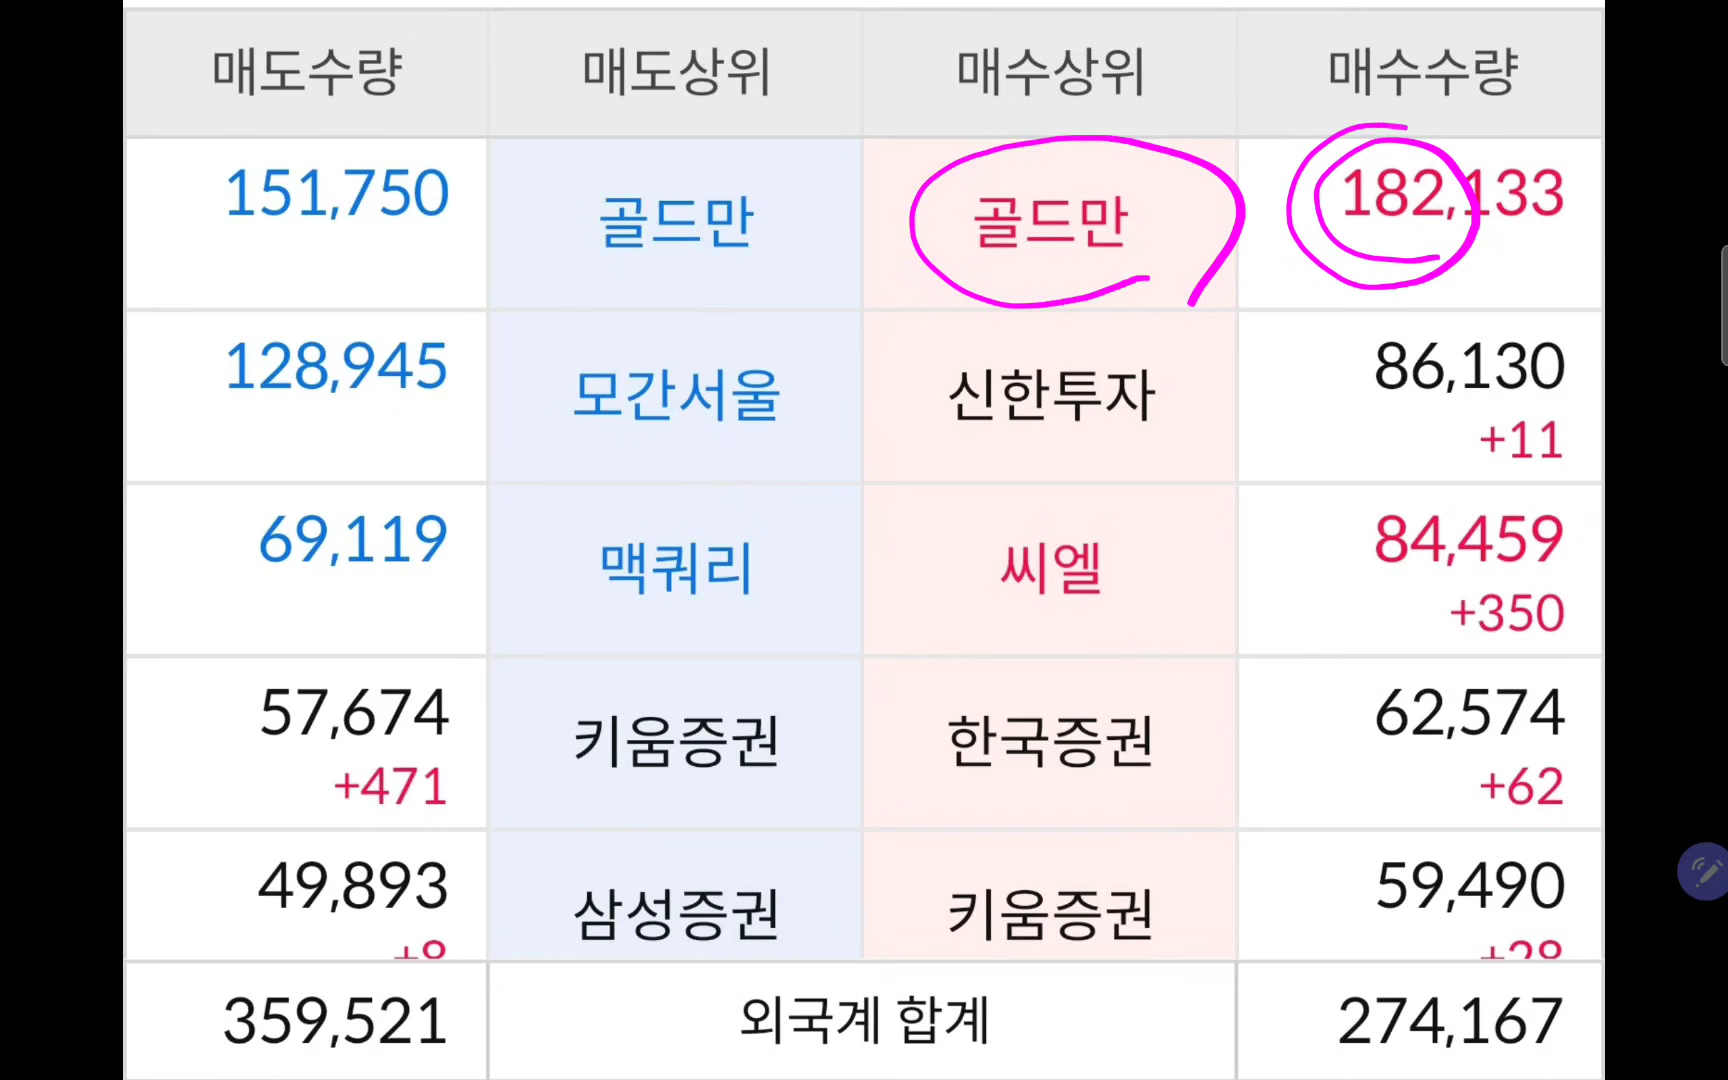 매도수량 매도상위 매수상위 매수수량
151,750 골드만 골드만 182,133
128,945 모간서울 신한투자 86,130
+11
69,119 맥쿼리 씨엘 84,459
+350
57,674 키움증권 한국증권 62,574
+471 +62
49,893 삼성증권 키움증권 59,490
+8 +28
359,521 외국계 합계 274,167